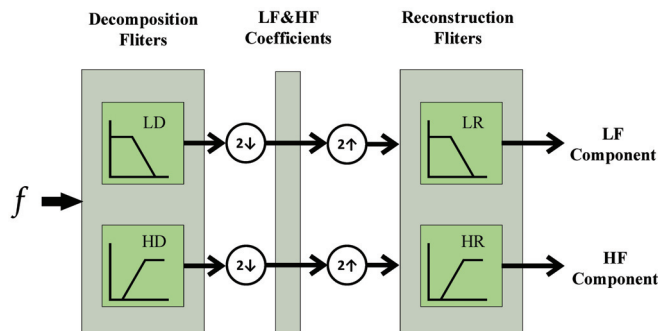 Decomposition
Fliters
LF&HF
Coefficients
Reconstruction
Fliters
LD
2↓
2↑
LR
LF
Component
f
HD
2↓
2↑
HR
HF
Component